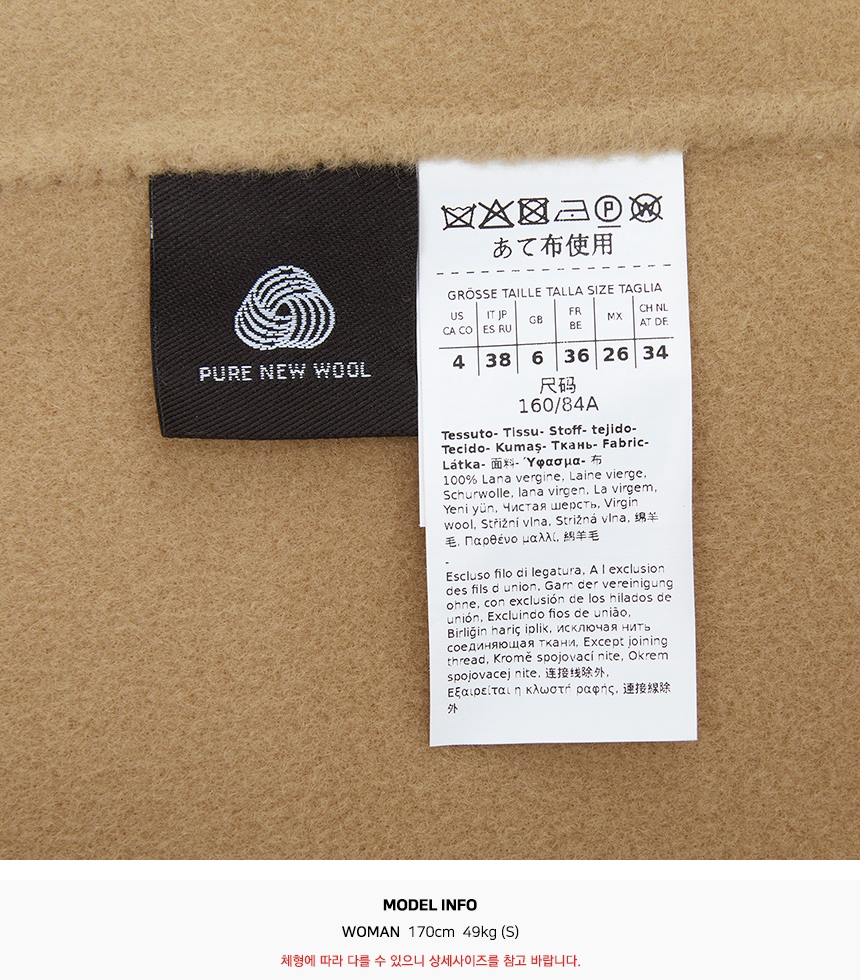 PURE NEW WOOL
P W
あて布使用
GRÖSSE TAILLE TALLA SIZE TAGLIA
US CA CO
IT JP ES RU
GB
FR BE
MX
CH NL AT DE
4 38 6 36 26 34
尺码
160/84A
Tessuto- Tissu- Stoff- tejido-
Tecido- Kumaş- Ткань- Fabric-
Látka- 面料- Ύφασμα- 布
100% Lana vergine, Laine vierge,
Schurwolle, lana virgen, La virgem,
Yeni yün, Чистая шерсть, Virgin
wool, Střižní vlna, Strižná vlna, 绵羊
毛, Παρθένο μαλλί, 綿羊毛
-
Escluso filo di legatura, A l exclusion
des fils d union, Garn der vereinigung
ohne, con exclusión de los hilados de
unión, Excluindo fios de união,
Birliğin hariç iplik, исключая нить
соединяющая ткани, Except joining
thread, Kromě spojovací nite, Okrem
spojovacej nite, 连接线除外,
Εξαιρείται η κλωστή ραφής, 連接線除
外
MODEL INFO
WOMAN 170cm 49kg (S)
체형에 따라 다를 수 있으니 상세사이즈를 참고 바랍니다.